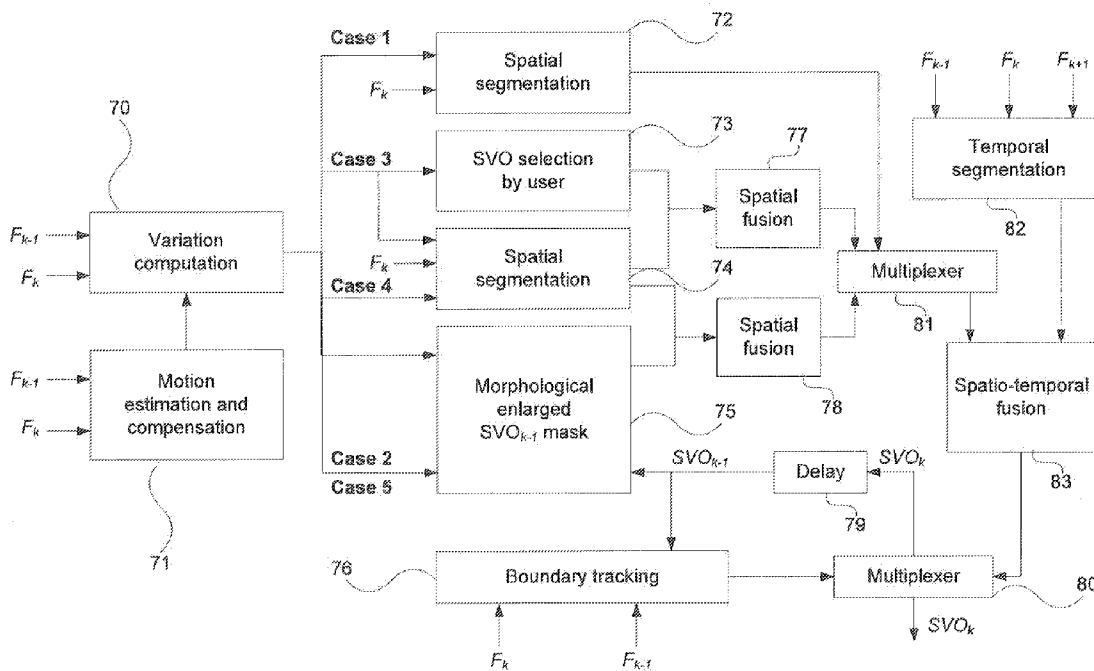 72
Case 1
Spatial
segmentation
F_k
F_{k-1}
F_k
F_{k+1}
70
73
77
Temporal
segmentation
Case 3
SVO selection
by user
Spatial
fusion
82
F_{k-1}
F_k
Variation
computation
F_k
Spatial
segmentation
74
Case 4
Multiplexer
81
F_{k-1}
F_k
Motion
estimation and
compensation
Morphological
enlarged
SVO_{k-1} mask
75
Spatial
fusion
78
Spatio-temporal
fusion
83
Case 2
Case 5
SVO_{k-1}
Delay
SVO_k
79
71
76
Boundary tracking
Multiplexer
80
F_k
F_{k-1}
SVO_k